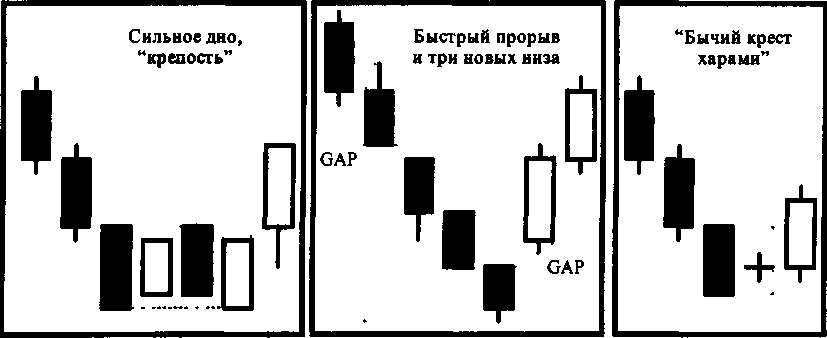 Сильное дно,
“крепость”
Быстрый прорыв
и три новых низа
“Бычий крест
харами”
GAP
GAP